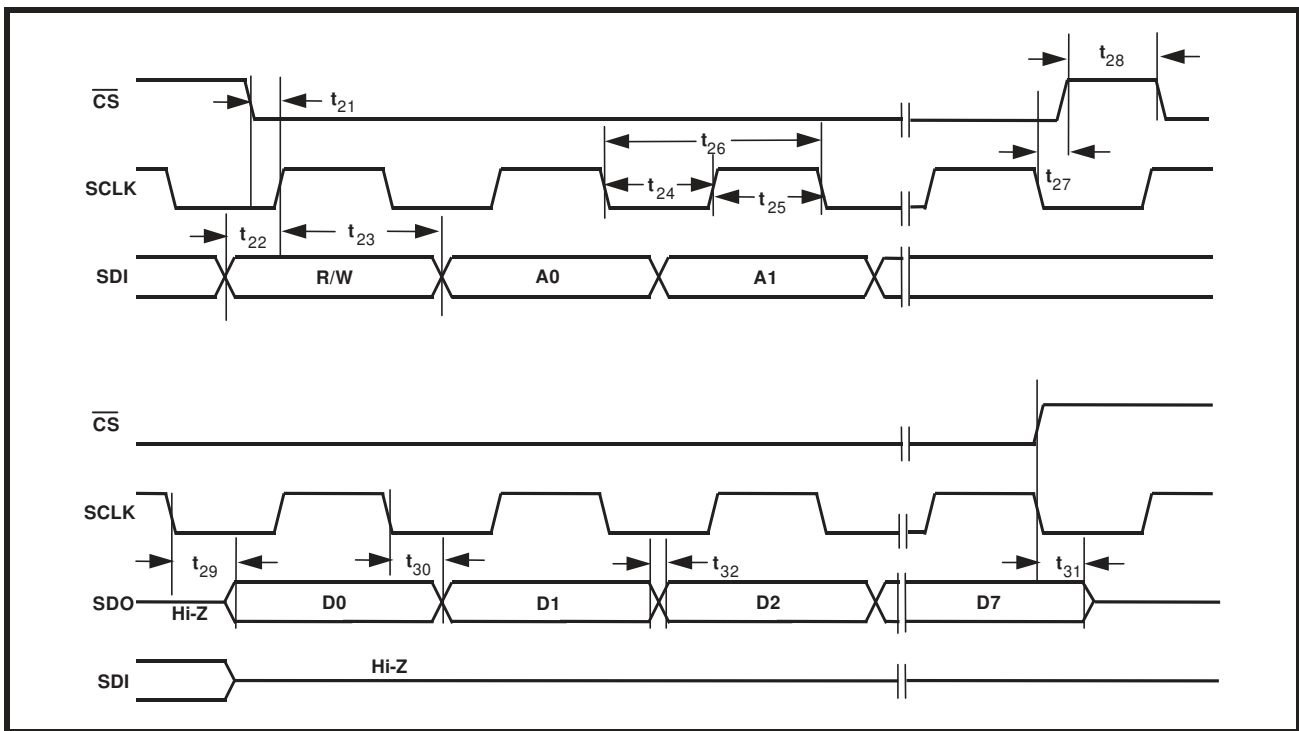 t28
CS
t21
t26
SCLK
t24
t25
t27
t22
t23
SDI
R/W
A0
A1
CS
SCLK
t29
t30
t32
t31
SDO
Hi-Z
D0
D1
D2
D7
SDI
Hi-Z